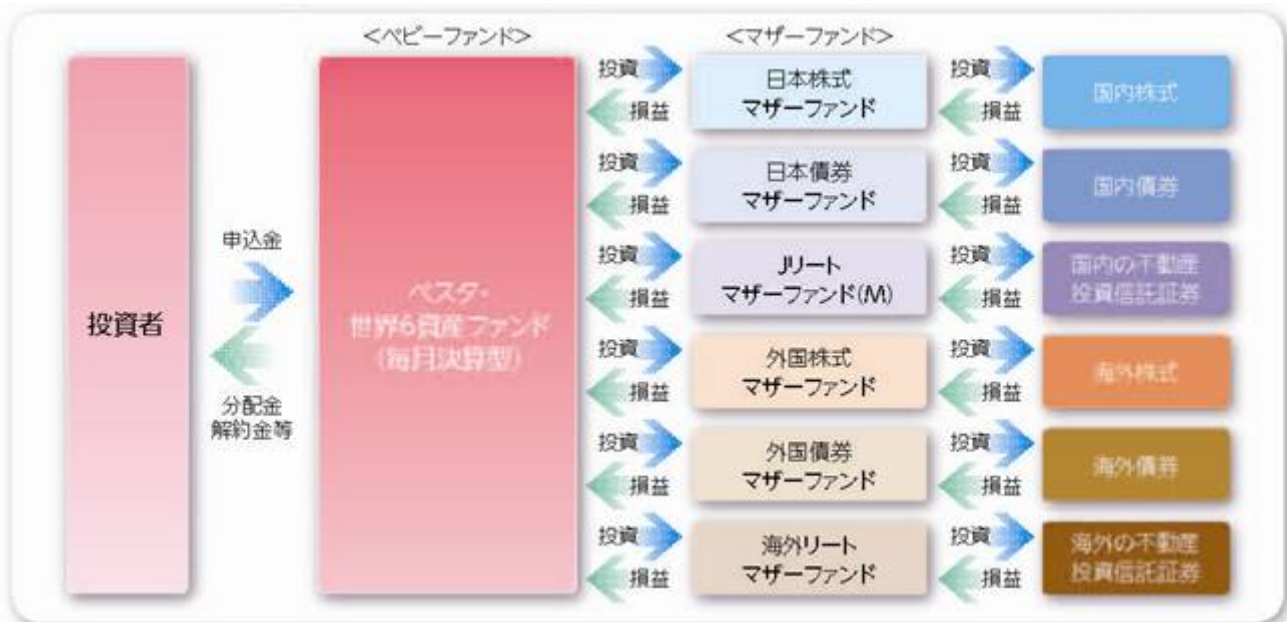 <ベビーファンド>
<マザーファンド>
投資者
申込金
分配金
解約金等
ベスタ・
世界6資産ファンド
(毎月決算型)
投資
損益
日本株式
マザーファンド
投資
損益
国内株式
投資
損益
日本債券
マザーファンド
投資
損益
国内債券
投資
損益
Jリート
マザーファンド(M)
投資
損益
国内の不動産
投資信託証券
投資
損益
外国株式
マザーファンド
投資
損益
海外株式
投資
損益
外国債券
マザーファンド
投資
損益
海外債券
投資
損益
海外リート
マザーファンド
投資
損益
海外の不動産
投資信託証券